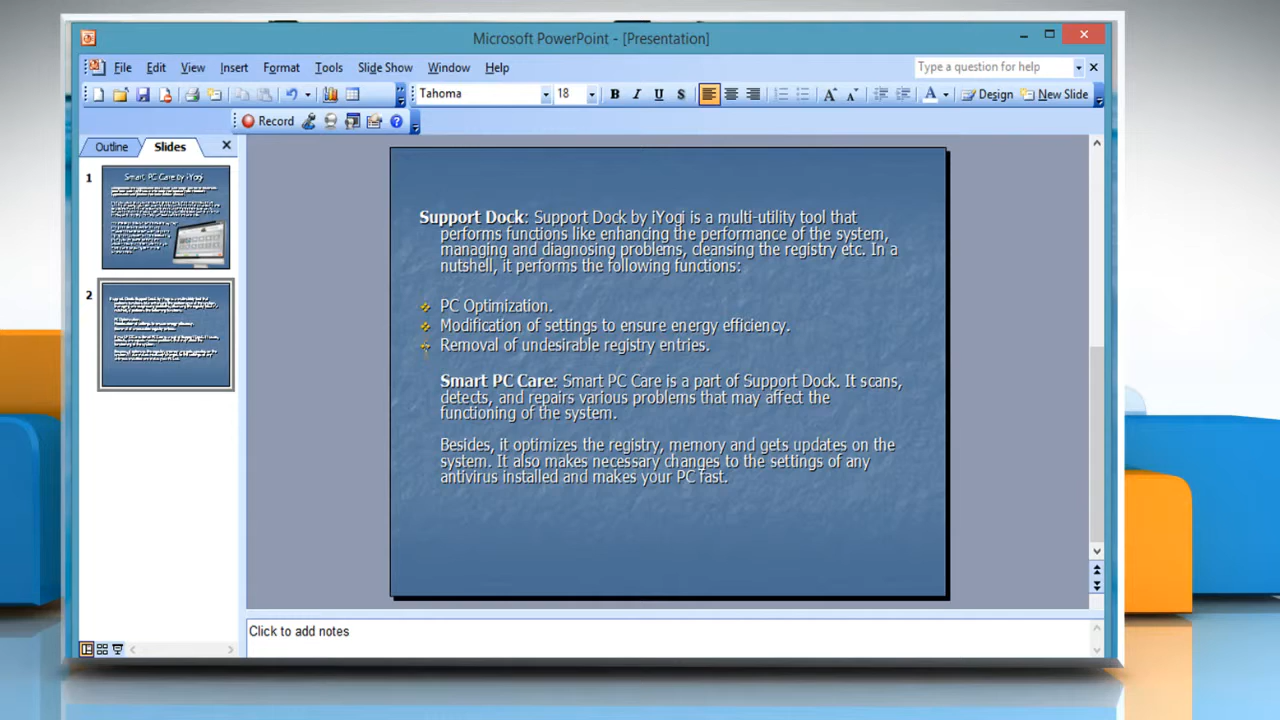 Microsoft PowerPoint - [Presentation]
File Edit View Insert Format Tools Slide Show Window Help Type a question for help
Tahoma 18 B I U S A A A Design New Slide
Record
Outline Slides
1
Smart PC Care by iYogi
2
Support Dock: Support Dock by iYogi is a multi-utility tool that
performs functions like enhancing the performance of the system,
managing and diagnosing problems, cleansing the registry etc. In a
nutshell, it performs the following functions:
PC Optimization.
Modification of settings to ensure energy efficiency.
Removal of undesirable registry entries.
Smart PC Care: Smart PC Care is a part of Support Dock. It scans,
detects, and repairs various problems that may affect the
functioning of the system.
Besides, it optimizes the registry, memory and gets updates on the
system. It also makes necessary changes to the settings of any
antivirus installed and makes your PC fast.
Click to add notes